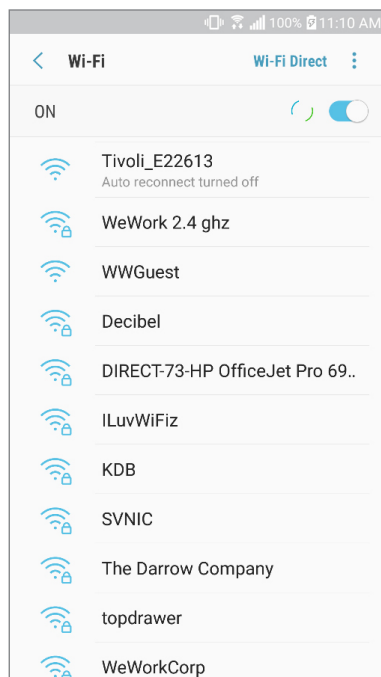 100% 11:10 AM
Wi-Fi Wi-Fi Direct
ON
Tivoli_E22613
Auto reconnect turned off
WeWork 2.4 ghz
WWGuest
Decibel
DIRECT-73-HP OfficeJet Pro 69..
ILuvWiFiz
KDB
SVNIC
The Darrow Company
topdrawer
WeWorkCorp